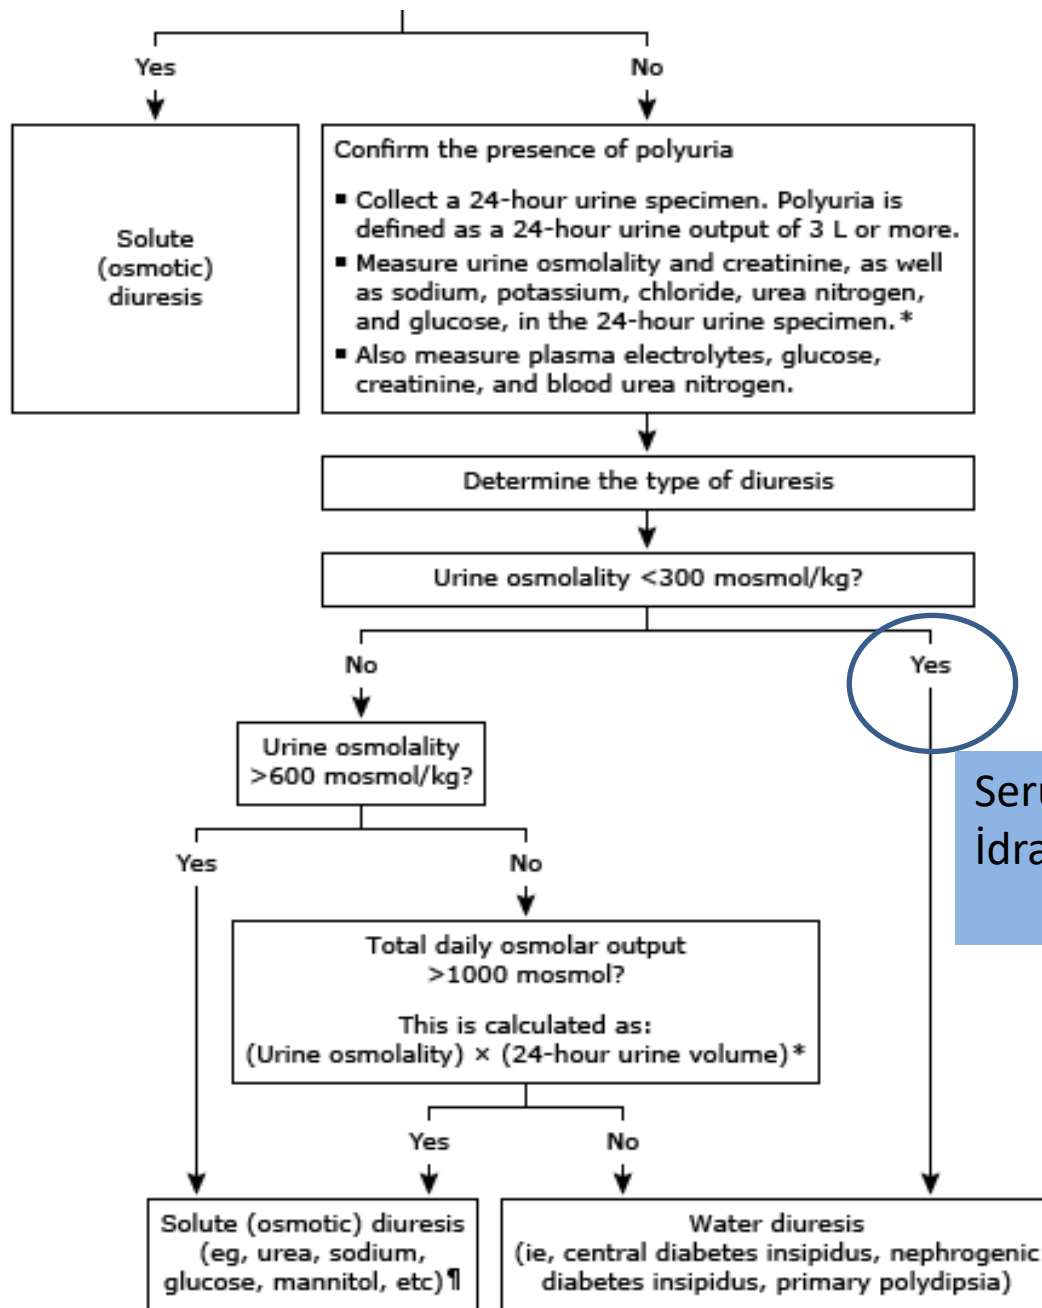 Yes
No
Solute
(osmotic)
diuresis
Confirm the presence of polyuria
▪ Collect a 24-hour urine specimen. Polyuria is
defined as a 24-hour urine output of 3 L or more.
▪ Measure urine osmolality and creatinine, as well
as sodium, potassium, chloride, urea nitrogen,
and glucose, in the 24-hour urine specimen.*
▪ Also measure plasma electrolytes, glucose,
creatinine, and blood urea nitrogen.
Determine the type of diuresis
Urine osmolality <300 mosmol/kg?
No
Yes
Urine osmolality
>600 mosmol/kg?
Yes
No
Total daily osmolar output
>1000 mosmol?
This is calculated as:
(Urine osmolality) × (24-hour urine volume)*
Yes
No
Solute (osmotic) diuresis
(eg, urea, sodium,
glucose, mannitol, etc)¶
Water diuresis
(ie, central diabetes insipidus, nephrogenic
diabetes insipidus, primary polydipsia)